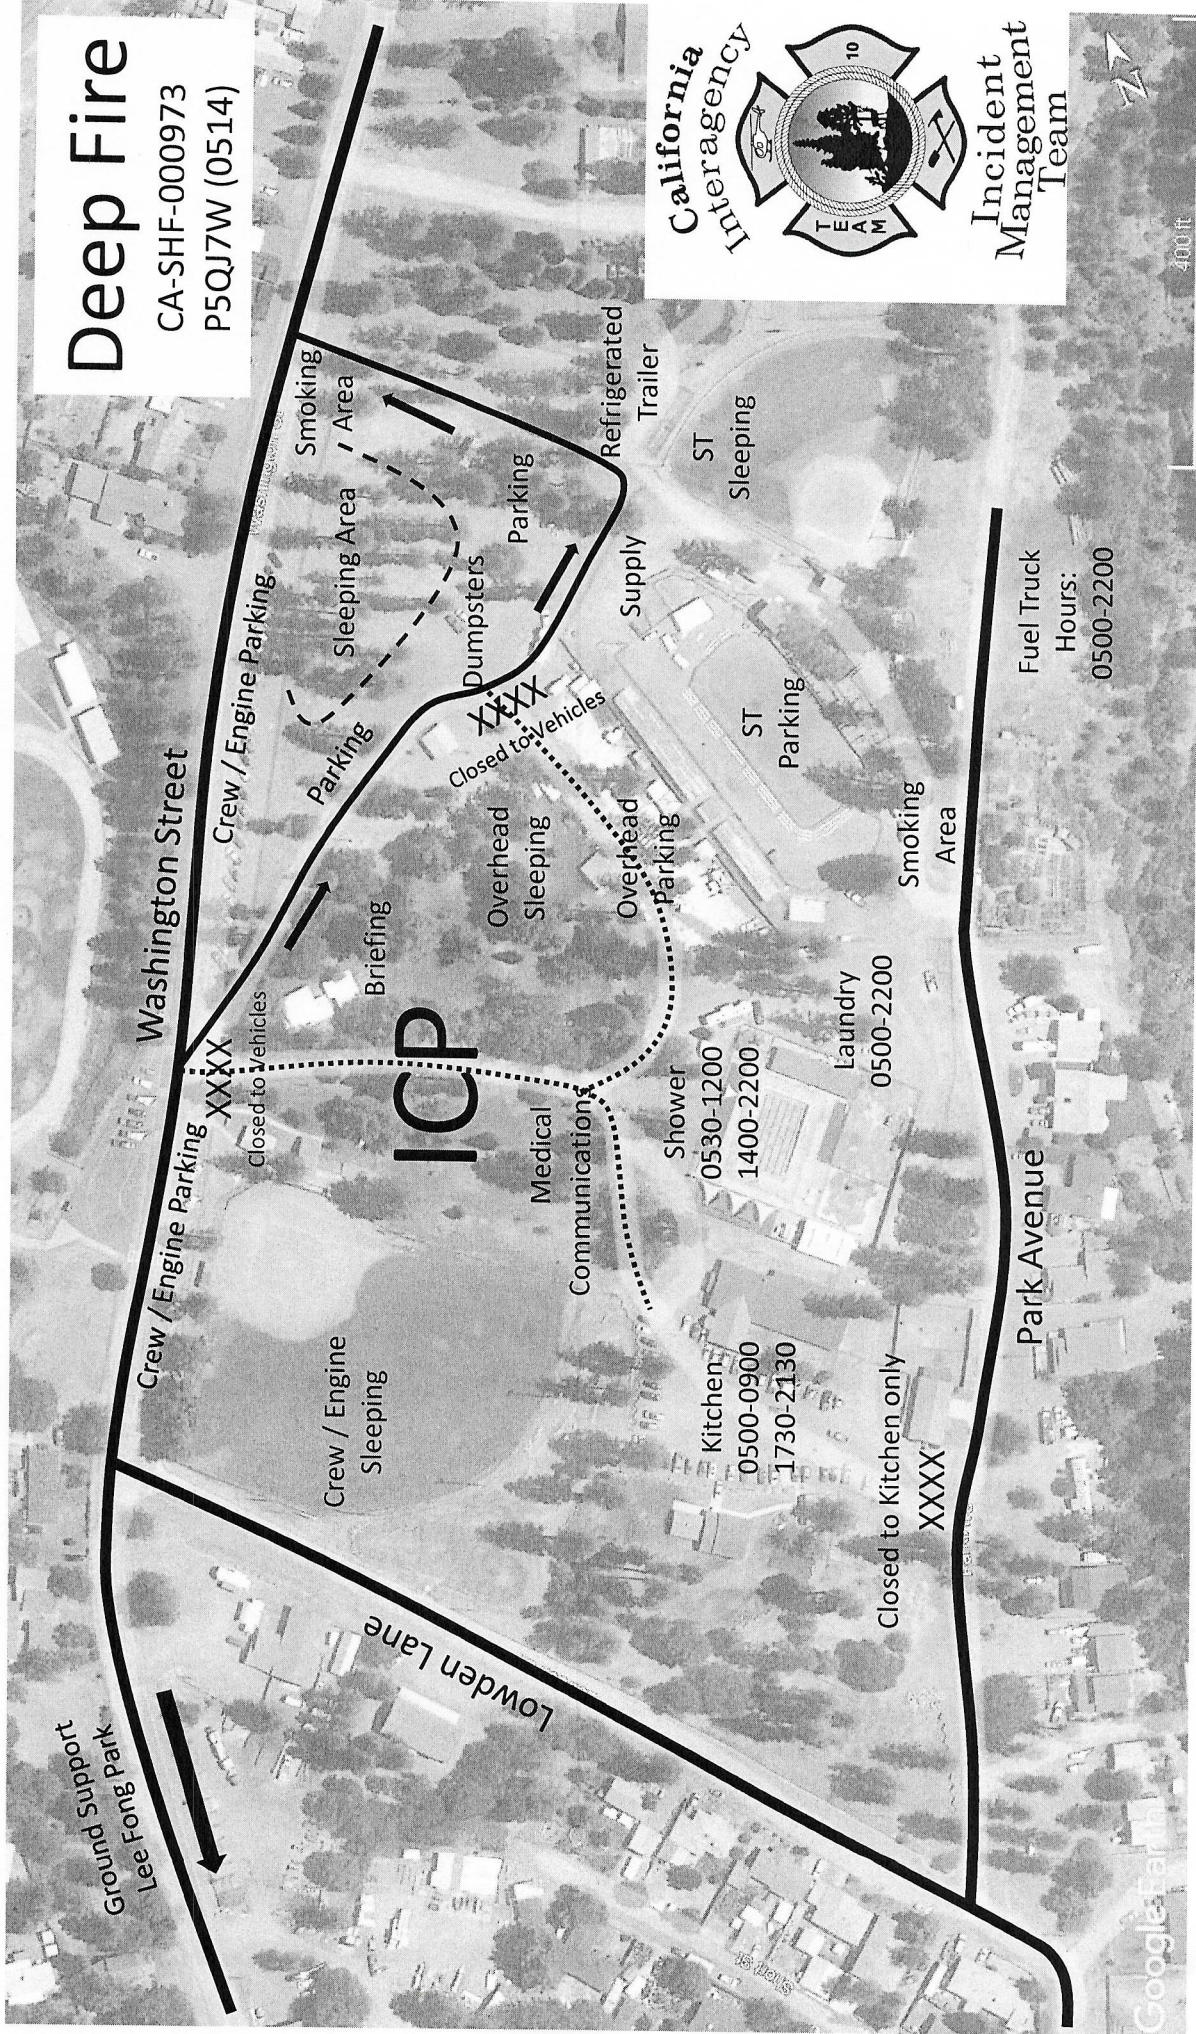 Deep Fire
CA-SHF-000973
P5QJ7W (0514)
California
Interagency
TEAM
10
Incident
Management
Team
N
400 ft
Ground Support
Lee Fong Park
Washington Street
Crew / Engine Parking
Crew / Engine Parking
XXXX
Closed to Vehicles
Smoking
Area
Sleeping Area
Parking
Briefing
ICP
Crew / Engine
Sleeping
Lowden Lane
Dumpsters
Parking
Refrigerated
Trailer
XXXX
Closed to Vehicles
Overhead
Sleeping
Supply
ST
Sleeping
Medical
Communications
Overhead
Parking
ST
Parking
Shower
0530-1200
1400-2200
Kitchen
0500-0900
1730-2130
Laundry
0500-2200
Smoking
Area
Closed to Kitchen only
XXXX
Park Avenue
Fuel Truck
Hours:
0500-2200
Google Earth